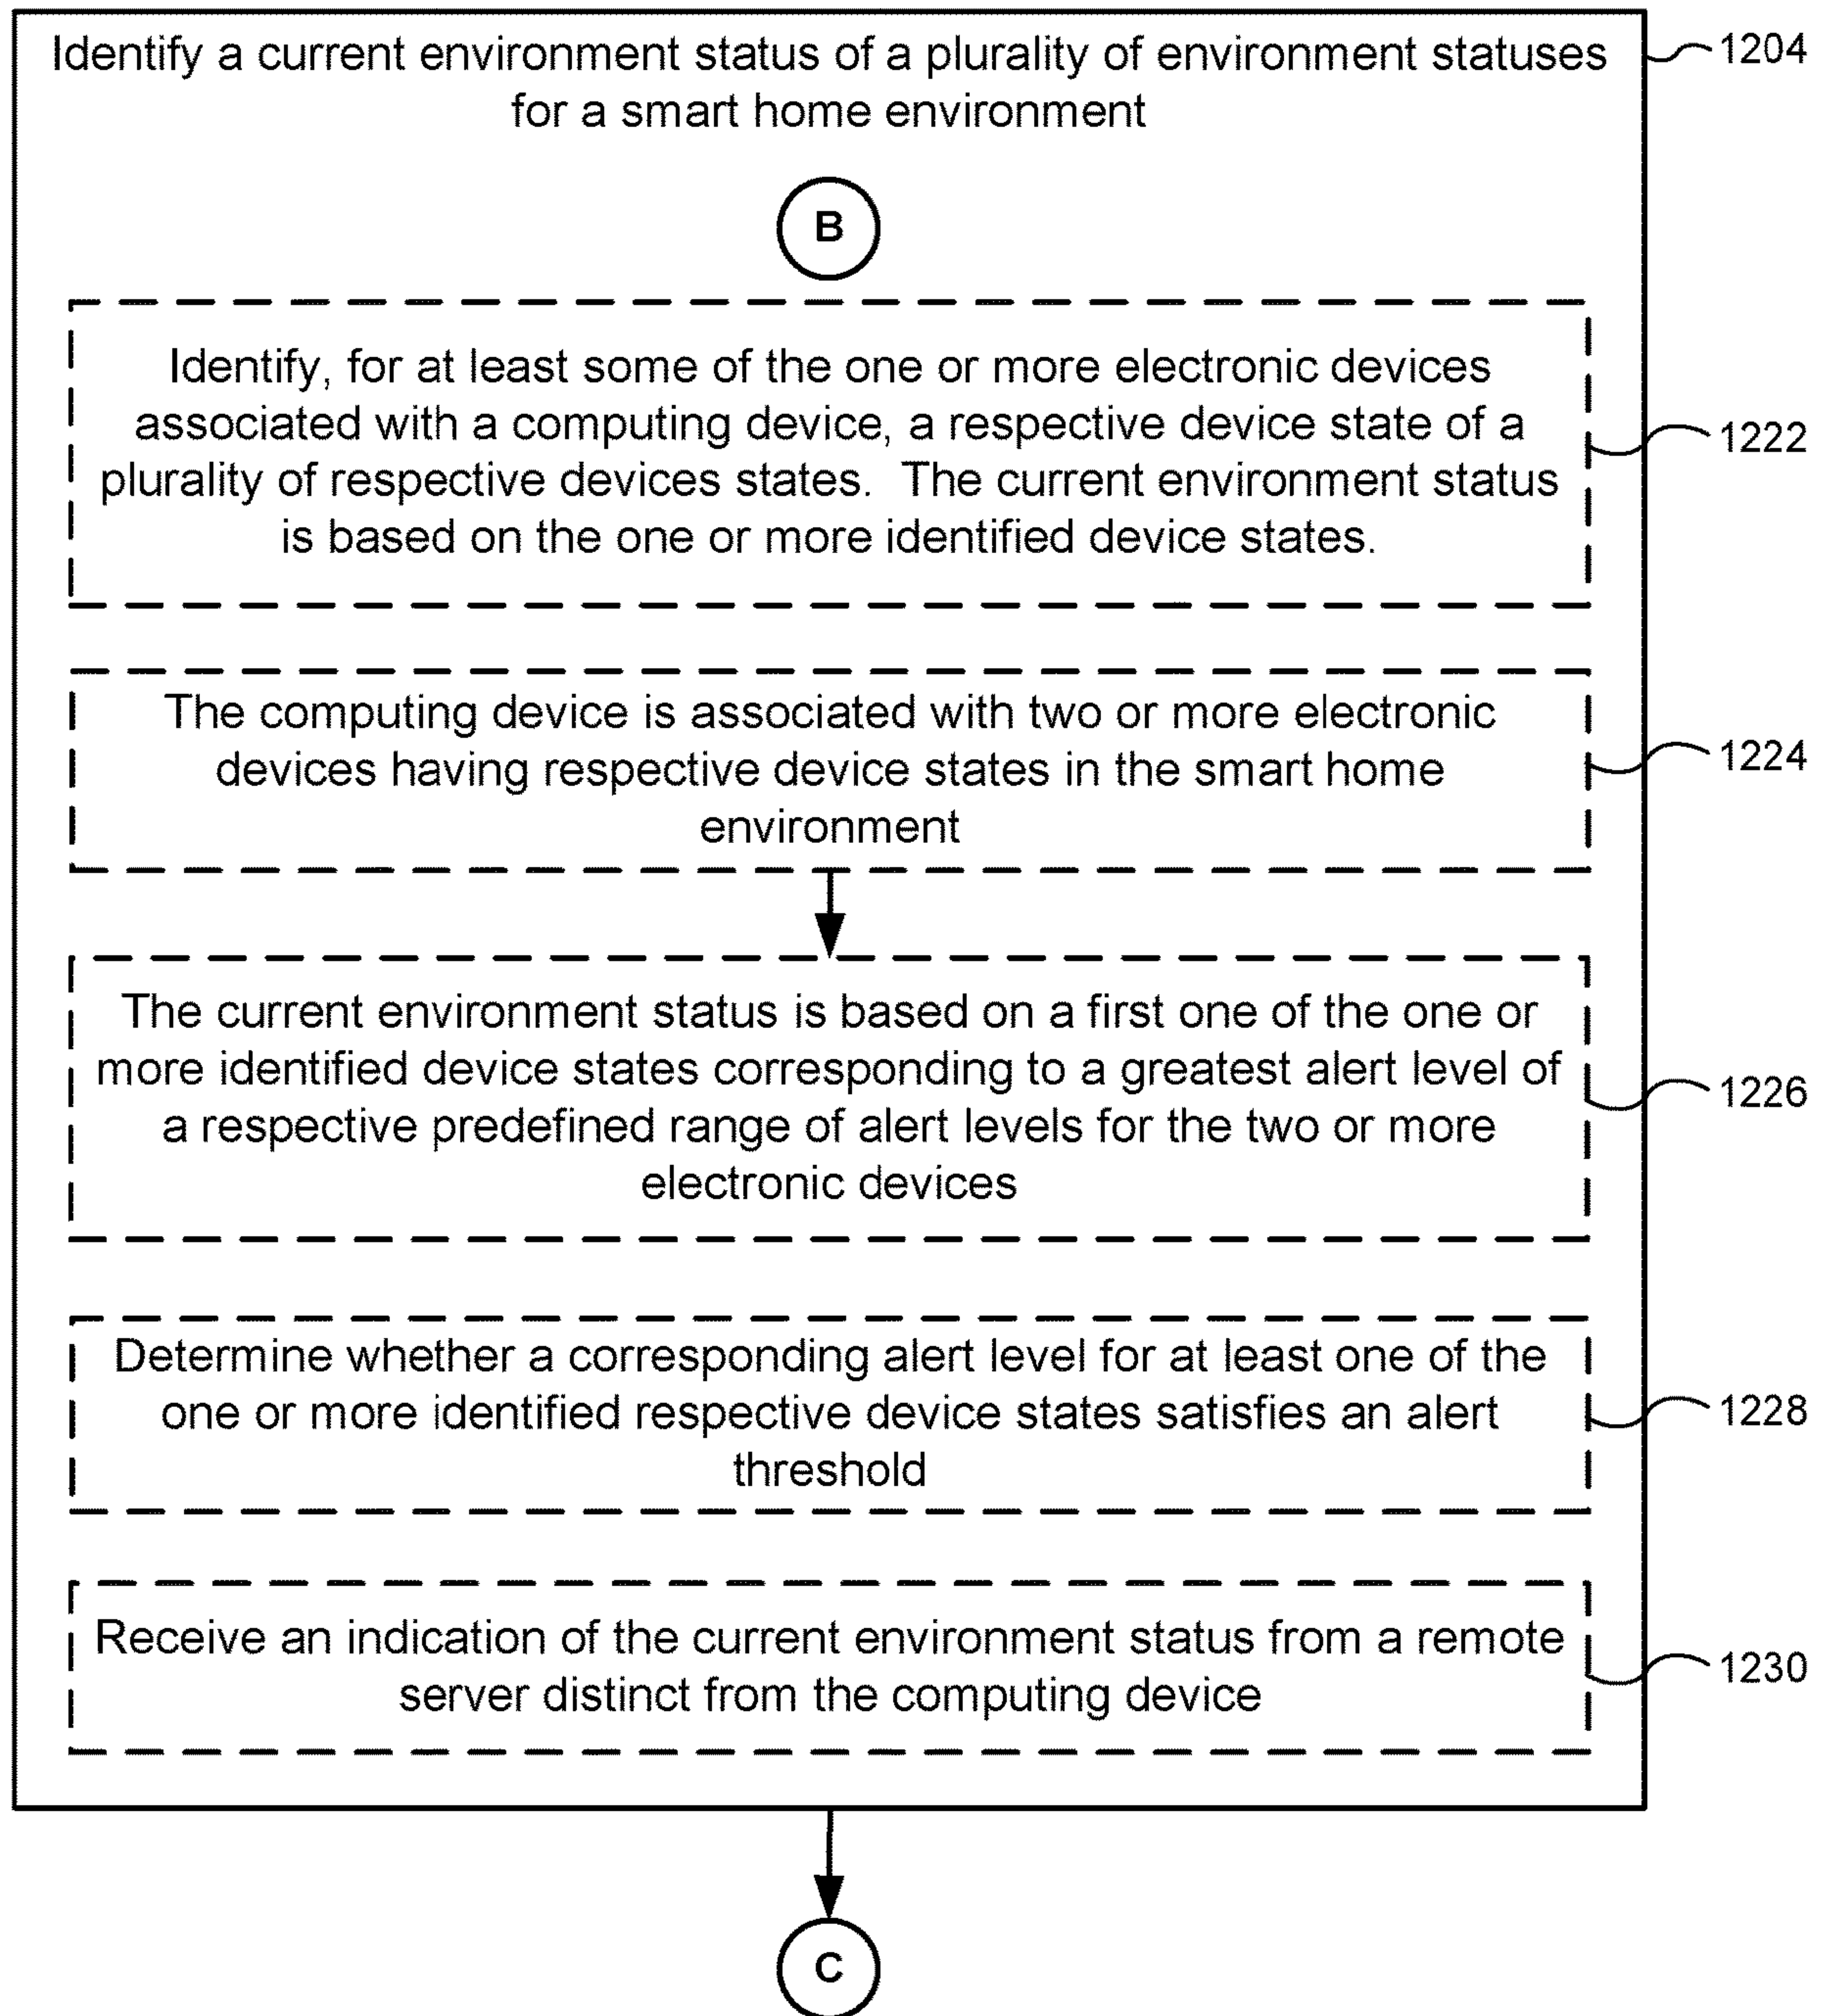 Identify a current environment status of a plurality of environment statuses
for a smart home environment
1204
B
Identify, for at least some of the one or more electronic devices
associated with a computing device, a respective device state of a
plurality of respective devices states.  The current environment status
is based on the one or more identified device states.
1222
The computing device is associated with two or more electronic
devices having respective device states in the smart home
environment
1224
The current environment status is based on a first one of the one or
more identified device states corresponding to a greatest alert level of
a respective predefined range of alert levels for the two or more
electronic devices
1226
Determine whether a corresponding alert level for at least one of the
one or more identified respective device states satisfies an alert
threshold
1228
Receive an indication of the current environment status from a remote
server distinct from the computing device
1230
C